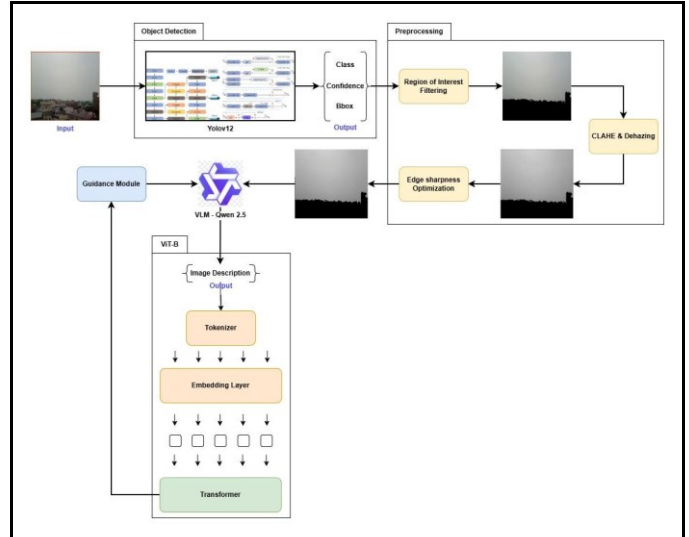 Object Detection
Preprocessing
Class
Confidence
Bbox
Region of Interest
Filtering
Input
Yolov12
Output
CLAHE & Dehazing
Guidance Module
Edge sharpness
Optimization
VLM - Qwen 2.5
ViT-B
Image Description
Output
Tokenizer
Embedding Layer
Transformer